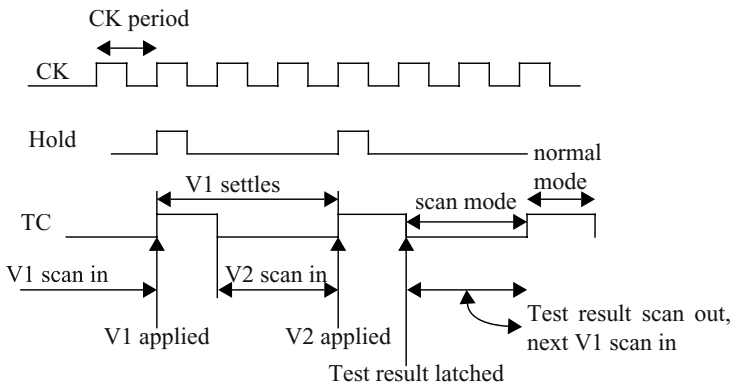 CK period
CK
Hold
normal
mode
V1 settles
scan mode
TC
V1 scan in
V2 scan in
V1 applied
V2 applied
Test result scan out,
next V1 scan in
Test result latched